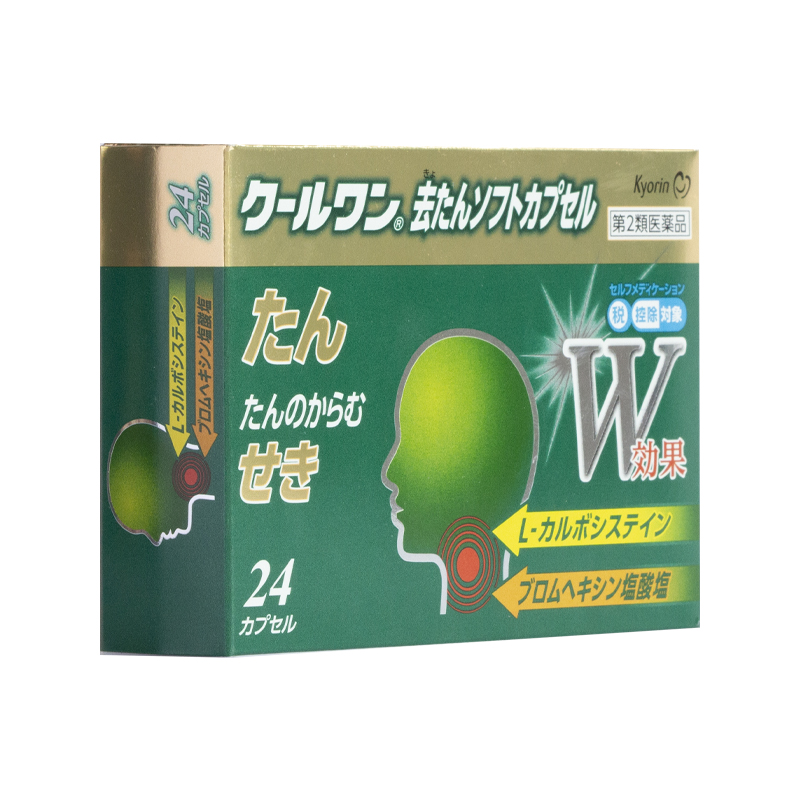 24
カプセル
L-カルボシステイン
ブロムヘキシン塩酸塩
クールワン® 去たんソフトカプセル
きょ
Kyorin
第2類医薬品
セルフメディケーション
税 控除 対象
たん
たんのからむ
せき
W
効果
L-カルボシステイン
ブロムヘキシン塩酸塩
24
カプセル